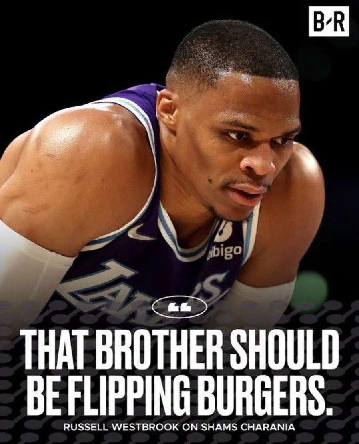 B-R
bibigo
LAKERS
THAT BROTHER SHOULD
BE FLIPPING BURGERS.
RUSSELL WESTBROOK ON SHAMS CHARANIA